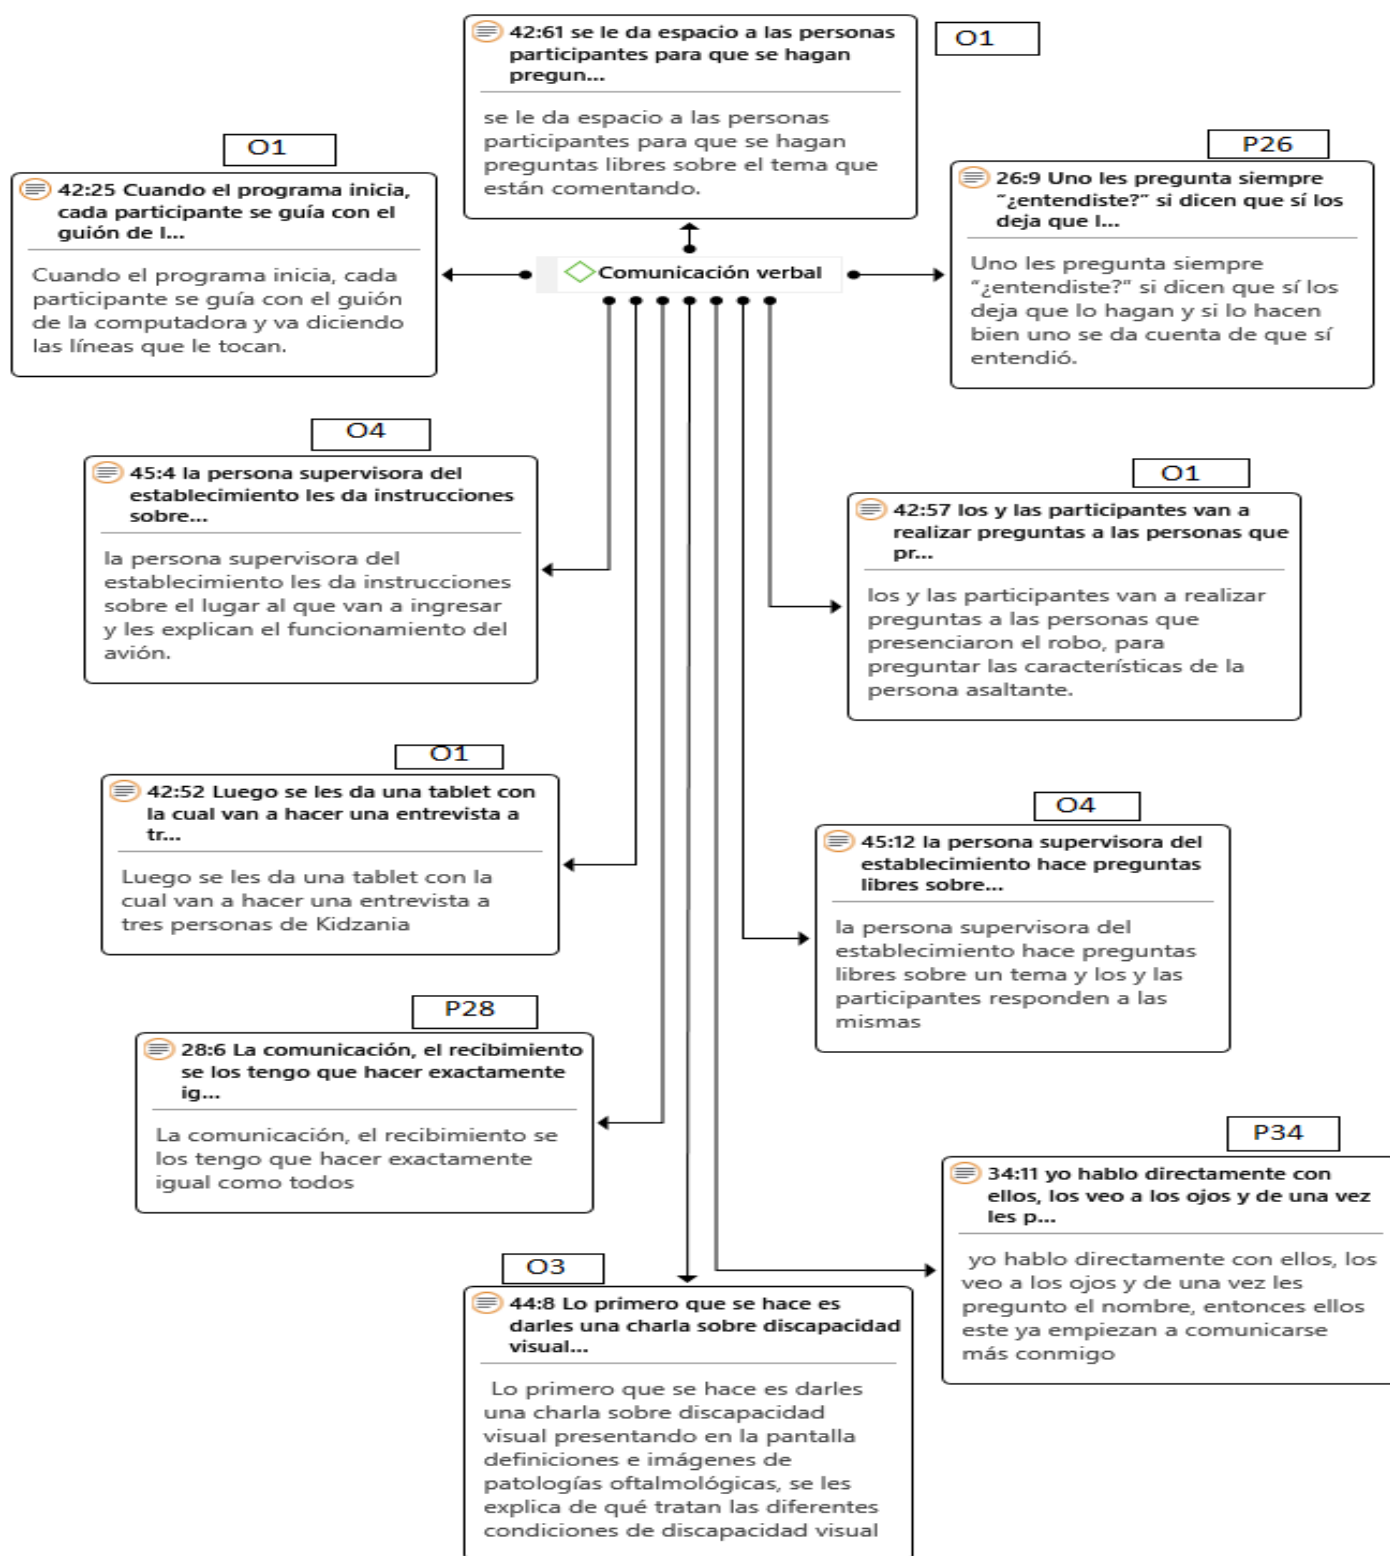 42:61 se le da espacio a las personas
participantes para que se hagan
pregun...
se le da espacio a las personas
participantes para que se hagan
preguntas libres sobre el tema que
están comentando.
O1
O1
42:25 Cuando el programa inicia,
cada participante se guía con el
guión de l...
Cuando el programa inicia, cada
participante se guía con el guión
de la computadora y va diciendo
las líneas que le tocan.
P26
26:9 Uno les pregunta siempre
“¿entendiste?” si dicen que sí los
deja que l...
Uno les pregunta siempre
“¿entendiste?” si dicen que sí los
deja que lo hagan y si lo hacen
bien uno se da cuenta de que sí
entendió.
Comunicación verbal
O4
45:4 la persona supervisora del
establecimiento les da instrucciones
sobre...
la persona supervisora del
establecimiento les da instrucciones
sobre el lugar al que van a ingresar
y les explican el funcionamiento del
avión.
O1
42:57 los y las participantes van a
realizar preguntas a las personas que
pr...
los y las participantes van a realizar
preguntas a las personas que
presenciaron el robo, para
preguntar las características de la
persona asaltante.
O1
42:52 Luego se les da una tablet con
la cual van a hacer una entrevista a
tr...
Luego se les da una tablet con la
cual van a hacer una entrevista a
tres personas de Kidzania
O4
45:12 la persona supervisora del
establecimiento hace preguntas
libres sobre...
la persona supervisora del
establecimiento hace preguntas
libres sobre un tema y los y las
participantes responden a las
mismas
P28
28:6 La comunicación, el recibimiento
se los tengo que hacer exactamente
ig...
La comunicación, el recibimiento se
los tengo que hacer exactamente
igual como todos
P34
34:11 yo hablo directamente con
ellos, los veo a los ojos y de una vez
les p...
yo hablo directamente con ellos, los
veo a los ojos y de una vez les
pregunto el nombre, entonces ellos
este ya empiezan a comunicarse
más conmigo
O3
44:8 Lo primero que se hace es
darles una charla sobre discapacidad
visual...
Lo primero que se hace es darles
una charla sobre discapacidad
visual presentando en la pantalla
definiciones e imágenes de
patologías oftalmológicas, se les
explica de qué tratan las diferentes
condiciones de discapacidad visual